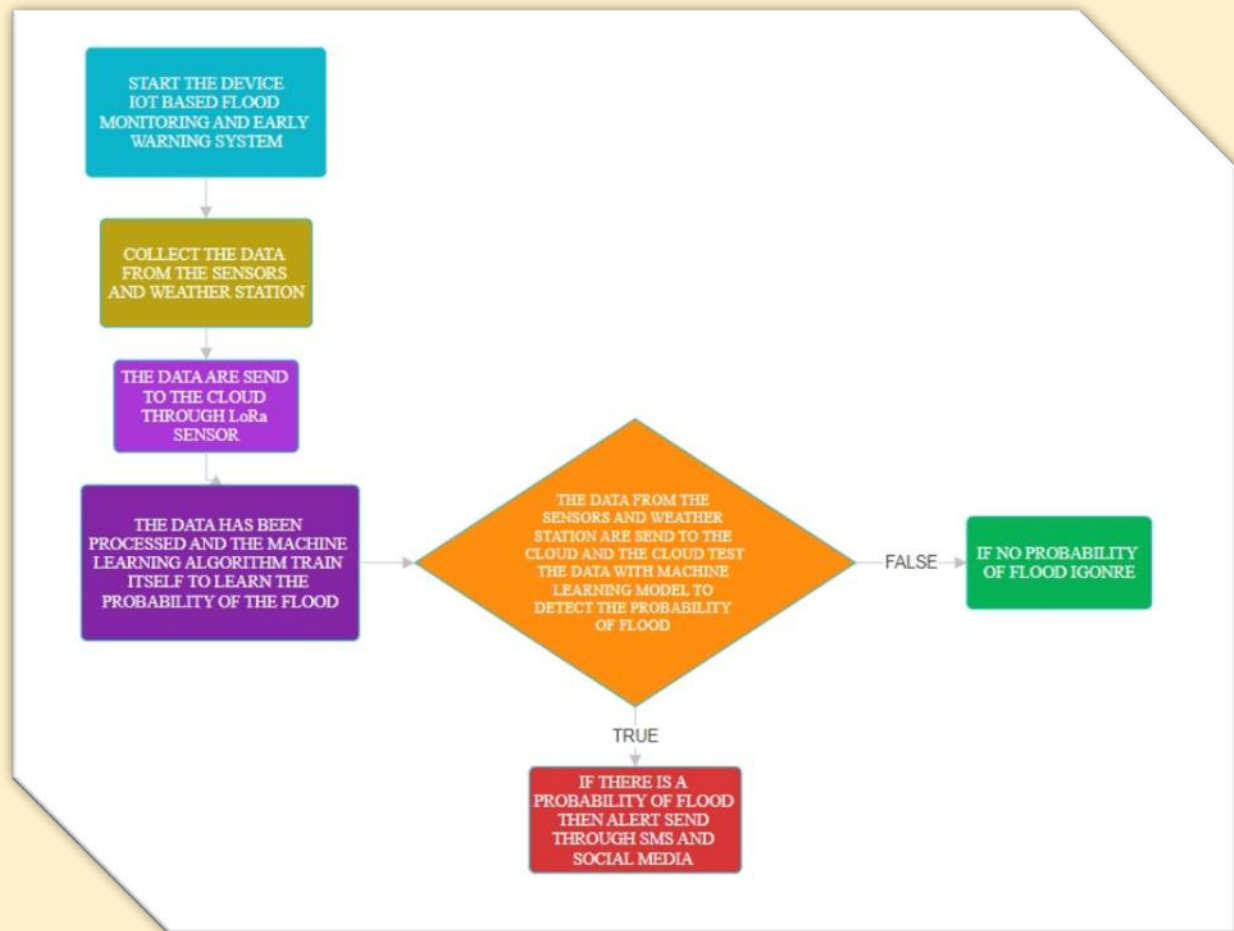 START THE DEVICE
IOT BASED FLOOD
MONITORING AND EARLY
WARNING SYSTEM
COLLECT THE DATA
FROM THE SENSORS
AND WEATHER STATION
THE DATA ARE SEND
TO THE CLOUD
THROUGH LoRa
SENSOR
THE DATA HAS BEEN
PROCESSED AND THE MACHINE
LEARNING ALGORITHM TRAIN
ITSELF TO LEARN THE
PROBABILITY OF THE FLOOD
THE DATA FROM THE
SENSORS AND WEATHER
STATION ARE SEND TO THE
CLOUD AND THE CLOUD TEST
THE DATA WITH MACHINE
LEARNING MODEL TO
DETECT THE PROBABILITY
OF FLOOD
FALSE
IF NO PROBABILITY
OF FLOOD IGONRE
TRUE
IF THERE IS A
PROBABILITY OF FLOOD
THEN ALERT SEND
THROUGH SMS AND
SOCIAL MEDIA